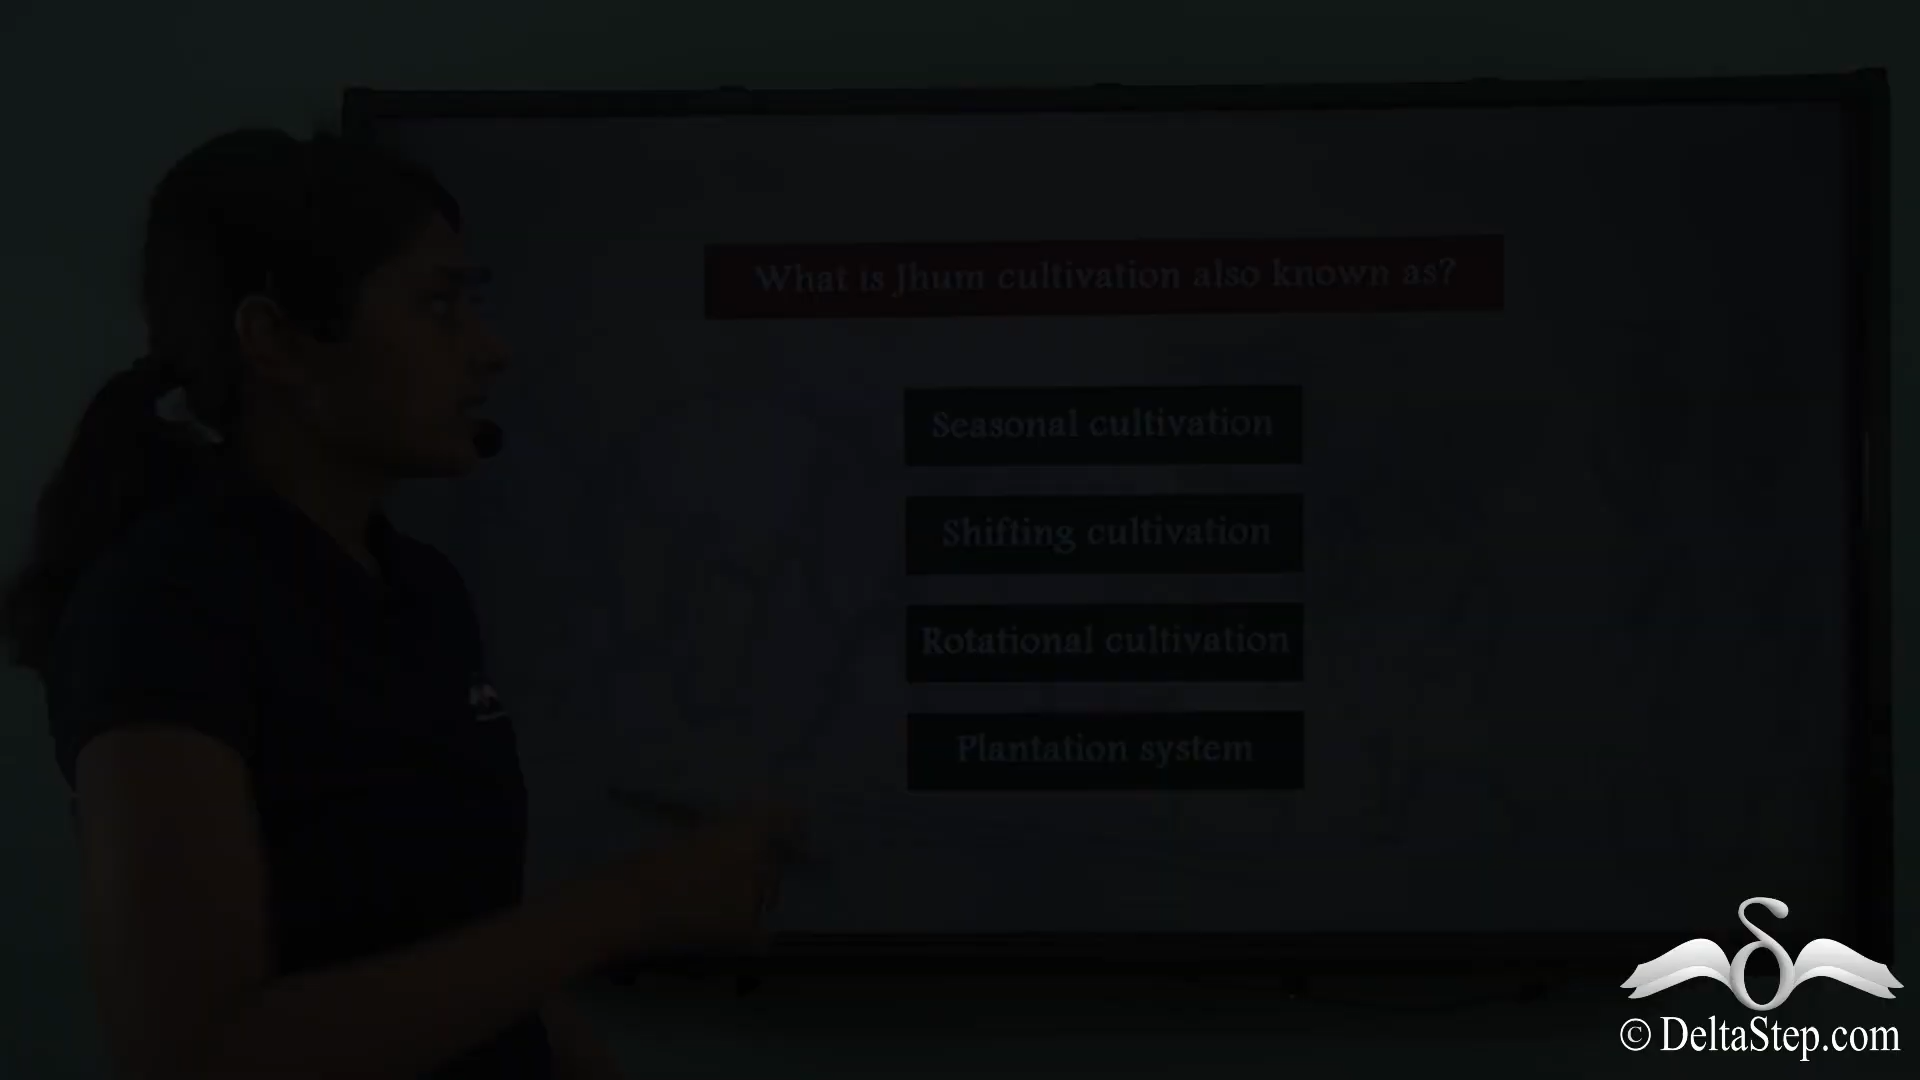 What is Jhum cultivation also known as?
Seasonal cultivation
Shifting cultivation
Rotational cultivation
Plantation system
© DeltaStep.com